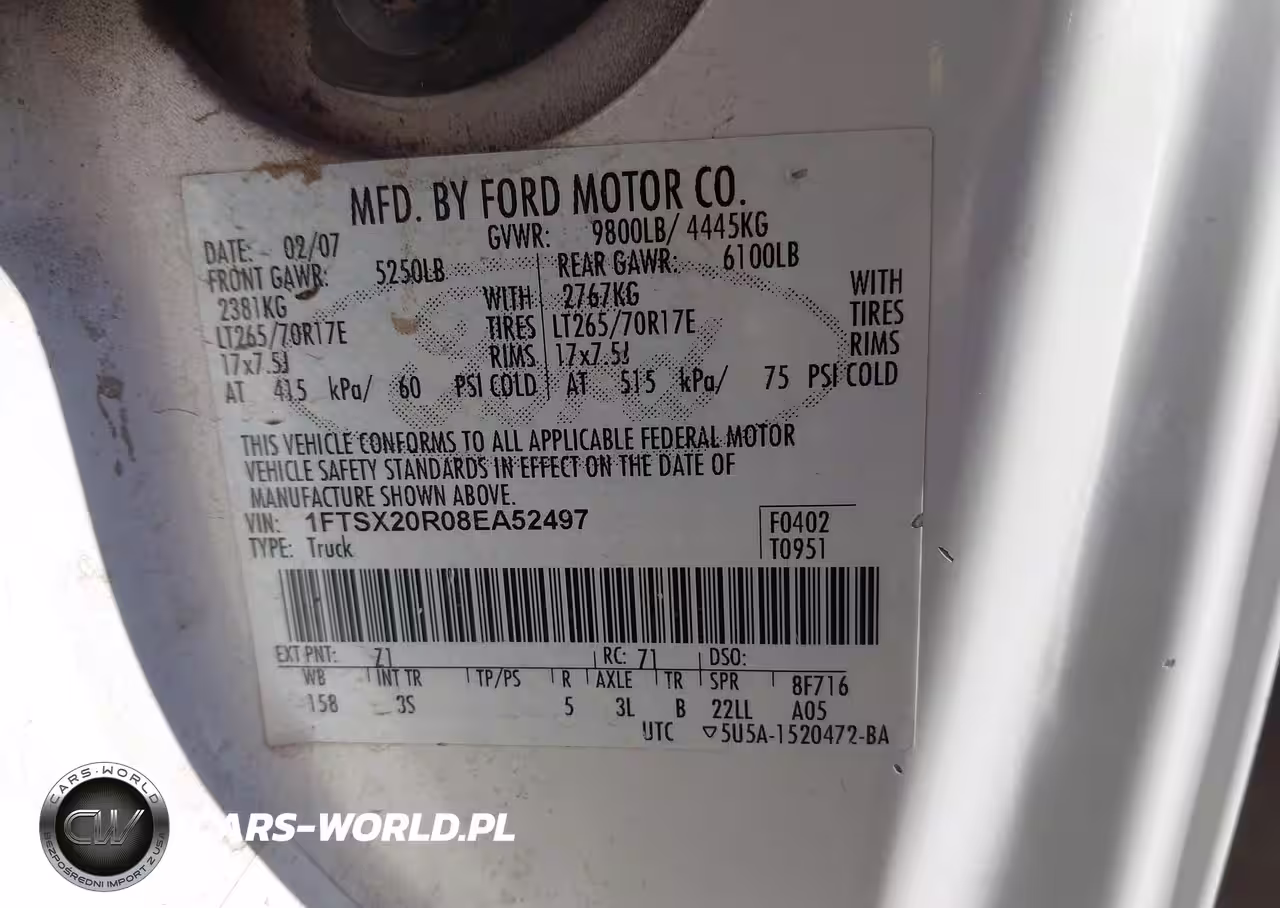 MFD. BY FORD MOTOR CO.
DATE: 02/07 GVWR: 9800LB/ 4445KG
FRONT GAWR: 5250LB REAR GAWR: 6100LB
2381KG WITH 2767KG WITH
LT265/70R17E TIRES LT265/70R17E TIRES
17x7.5J RIMS 17x7.5J RIMS
AT 415 kPa/ 60 PSI COLD AT 515 kPa/ 75 PSI COLD
THIS VEHICLE CONFORMS TO ALL APPLICABLE FEDERAL MOTOR
VEHICLE SAFETY STANDARDS IN EFFECT ON THE DATE OF
MANUFACTURE SHOWN ABOVE.
VIN: 1FTSX20R08EA52497 F0402
TYPE: Truck T0951
EXT PNT: Z1 RC: 71 DSO:
WB INT TR TP/PS R AXLE TR SPR 8F716
158 3S 5 3L B 22LL A05
UTC ▽5U5A-1520472-BA
CARS-WORLD
CW
BEZPOŚREDNI IMPORT Z USA
CARS-WORLD.PL